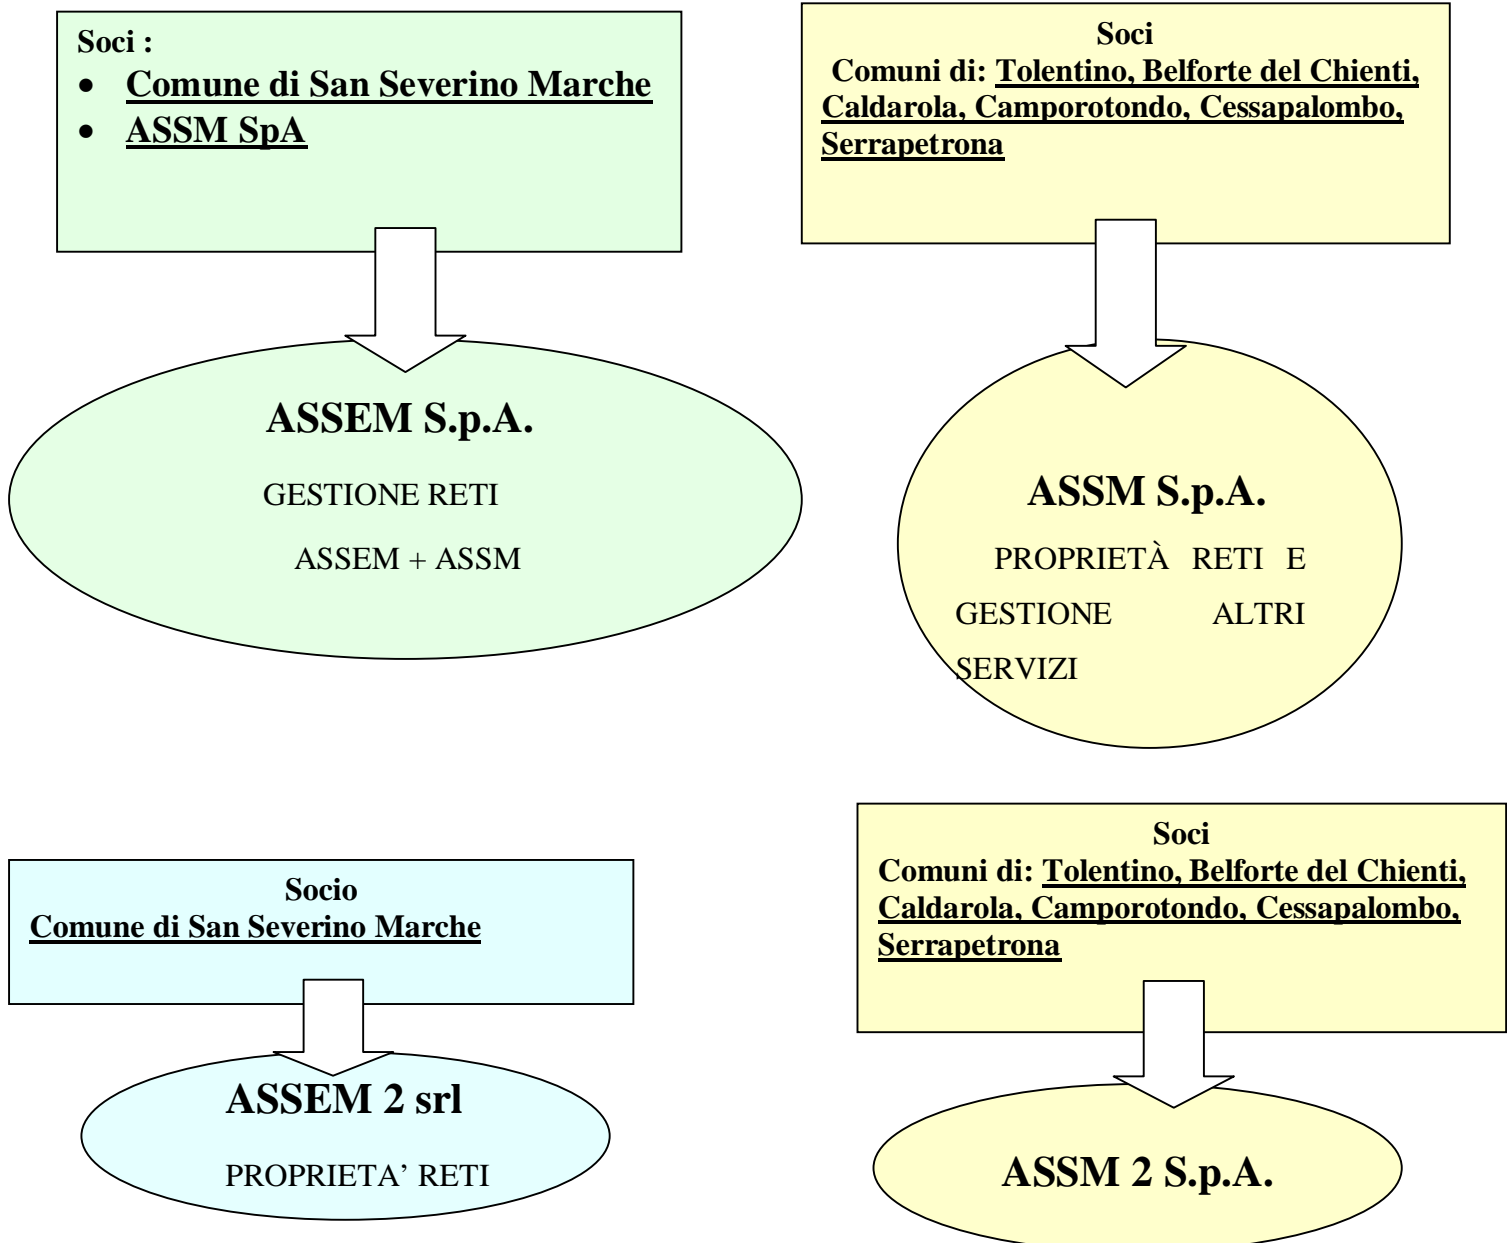 Soci :
• Comune di San Severino Marche
• ASSM SpA
Soci
Comuni di: Tolentino, Belforte del Chienti,
Caldarola, Camporotondo, Cessapalombo,
Serrapetrona
ASSEM S.p.A.
GESTIONE RETI
ASSEM + ASSM
ASSM S.p.A.
PROPRIETÀ RETI E
GESTIONE ALTRI
SERVIZI
Socio
Comune di San Severino Marche
Soci
Comuni di: Tolentino, Belforte del Chienti,
Caldarola, Camporotondo, Cessapalombo,
Serrapetrona
ASSEM 2 srl
PROPRIETA’ RETI
ASSM 2 S.p.A.